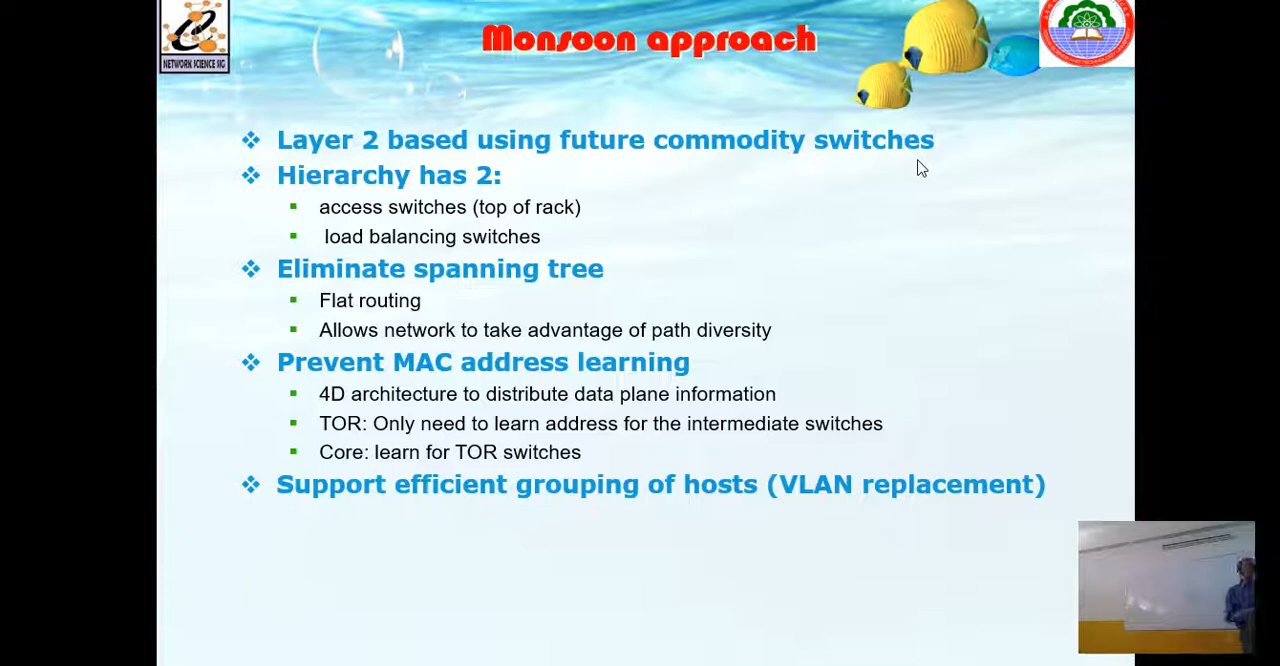 Monsoon approach
NETWORK SCIENCE SIG
Layer 2 based using future commodity switches
Hierarchy has 2:
access switches (top of rack)
load balancing switches
Eliminate spanning tree
Flat routing
Allows network to take advantage of path diversity
Prevent MAC address learning
4D architecture to distribute data plane information
TOR: Only need to learn address for the intermediate switches
Core: learn for TOR switches
Support efficient grouping of hosts (VLAN replacement)